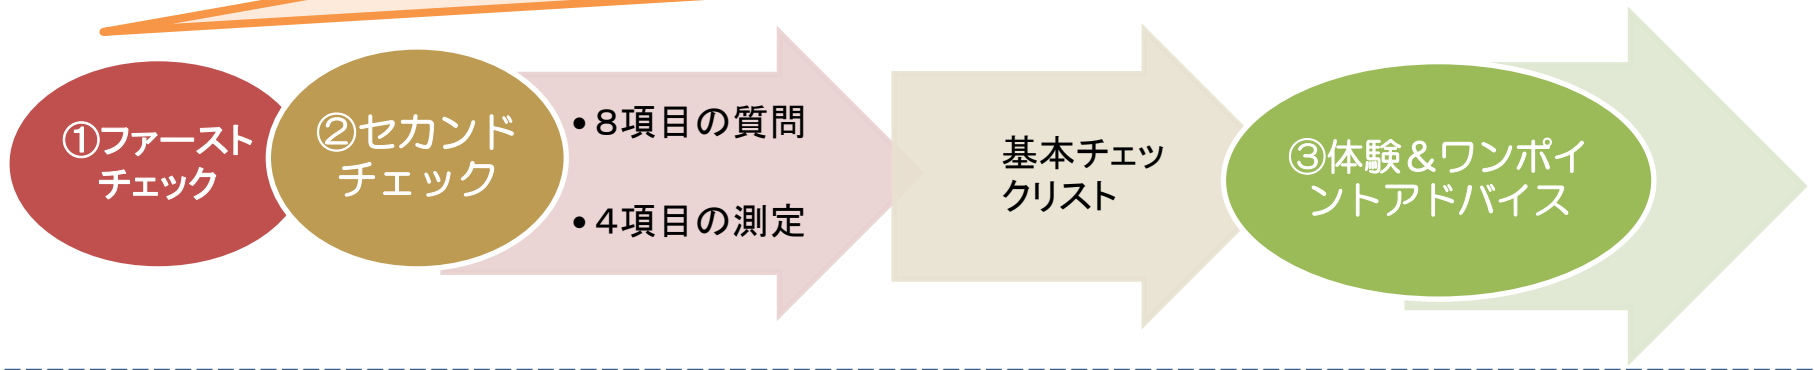 ①ファースト
チェック
②セカンド
チェック
•8項目の質問
•4項目の測定
基本チェッ
クリスト
③体験&ワンポイ
ントアドバイス